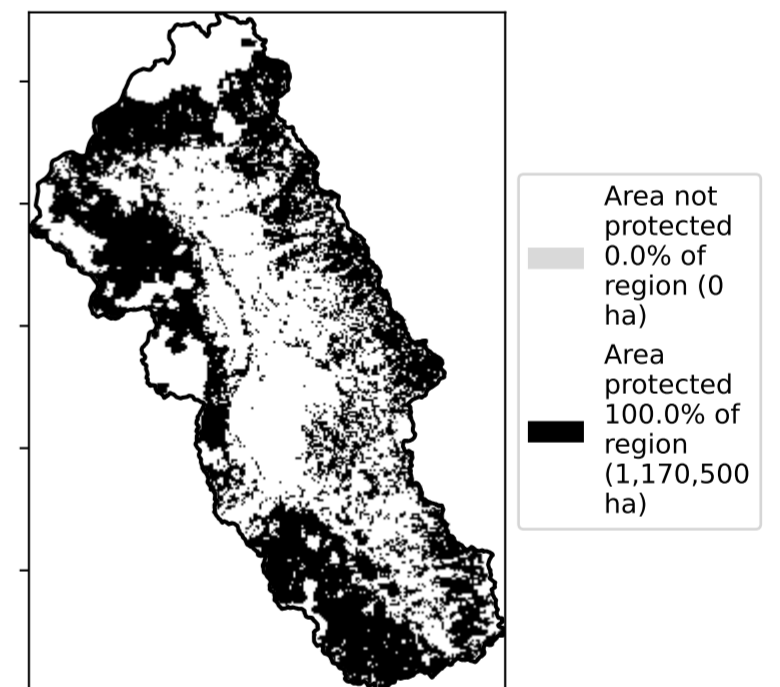 Area not
protected
0.0% of
region (0
ha)
Area
protected
100.0% of
region
(1,170,500
ha)